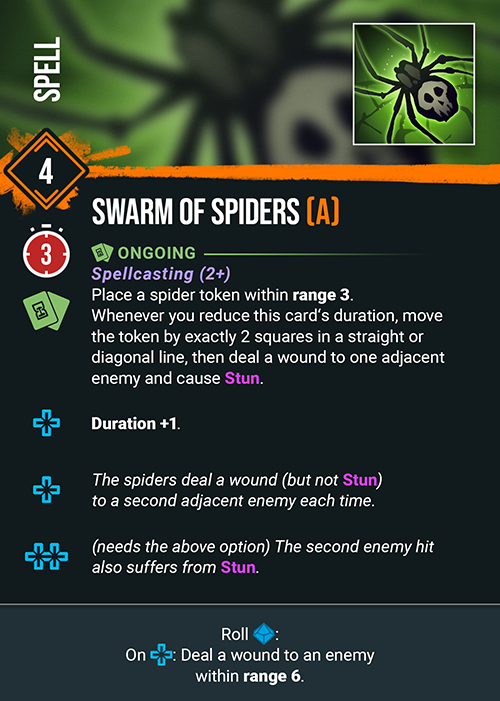 SPELL
4
SWARM OF SPIDERS (A)
3
ONGOING
Spellcasting (2+)
Place a spider token within range 3.
Whenever you reduce this card‘s duration, move
the token by exactly 2 squares in a straight or
diagonal line, then deal a wound to one adjacent
enemy and cause Stun.
Duration +1.
The spiders deal a wound (but not Stun)
to a second adjacent enemy each time.
(needs the above option) The second enemy hit
also suffers from Stun.
Roll :
On : Deal a wound to an enemy
within range 6.